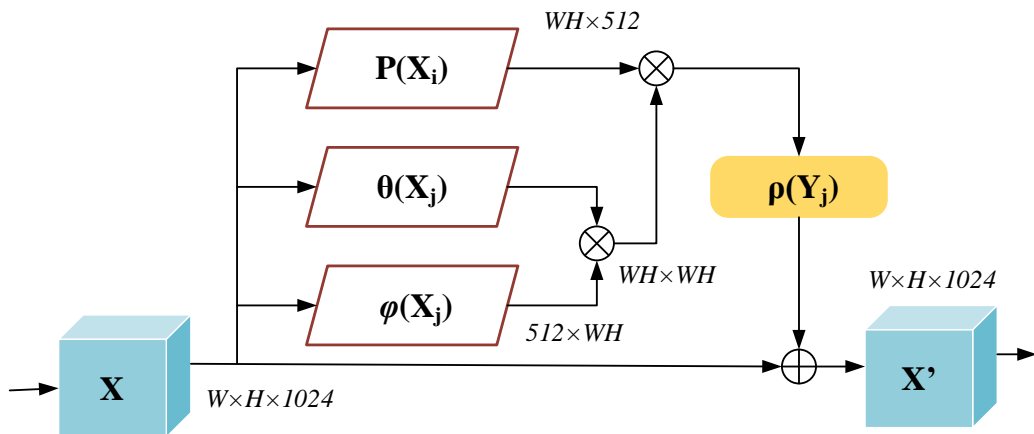 WH×512
P(Xᵢ)
θ(Xⱼ)
ρ(Yⱼ)
WH×WH
W×H×1024
φ(Xⱼ)
512×WH
X
X’
W×H×1024